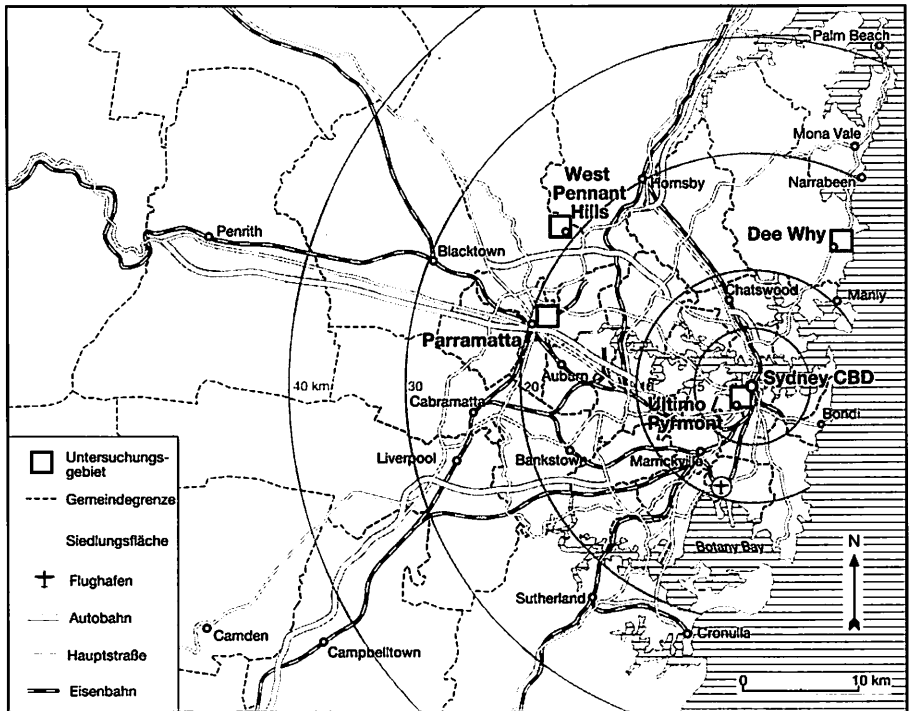 Palm Beach
Mona Vale
Narrabeen
West
Pennant
Hills
Hornsby
Dee Why
Penrith
Blacktown
Chatswood
Manly
Parramatta
Auburn
Sydney CBD
40 km
30
20
10
5
Ultimo
Pyrmont
Cabramatta
Bondi
Liverpool
Bankstown
Marrickville
Botany Bay
N
Sutherland
Cronulla
Camden
Campbelltown
0 10 km
Untersuchungs-
gebiet
Gemeindegrenze
Siedlungsfläche
Flughafen
Autobahn
Hauptstraße
Eisenbahn